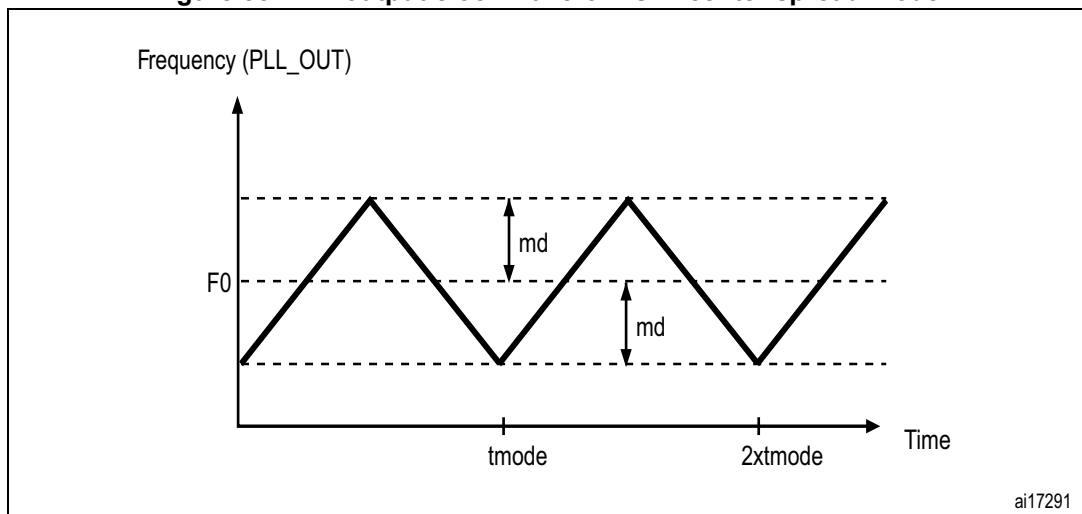 Frequency (PLL_OUT)
md
F0
md
tmode
2xtmode
Time
ai17291